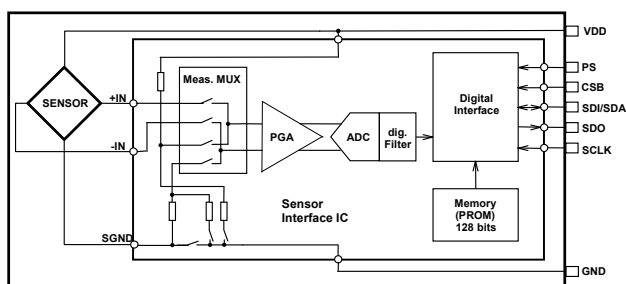 VDD
Meas. MUX
PS
CSB
SDI/SDA
SDO
SCLK
Digital
Interface
+IN
SENSOR
-IN
PGA
ADC
dig.
Filter
Memory
(PROM)
128 bits
Sensor
Interface IC
SGND
GND